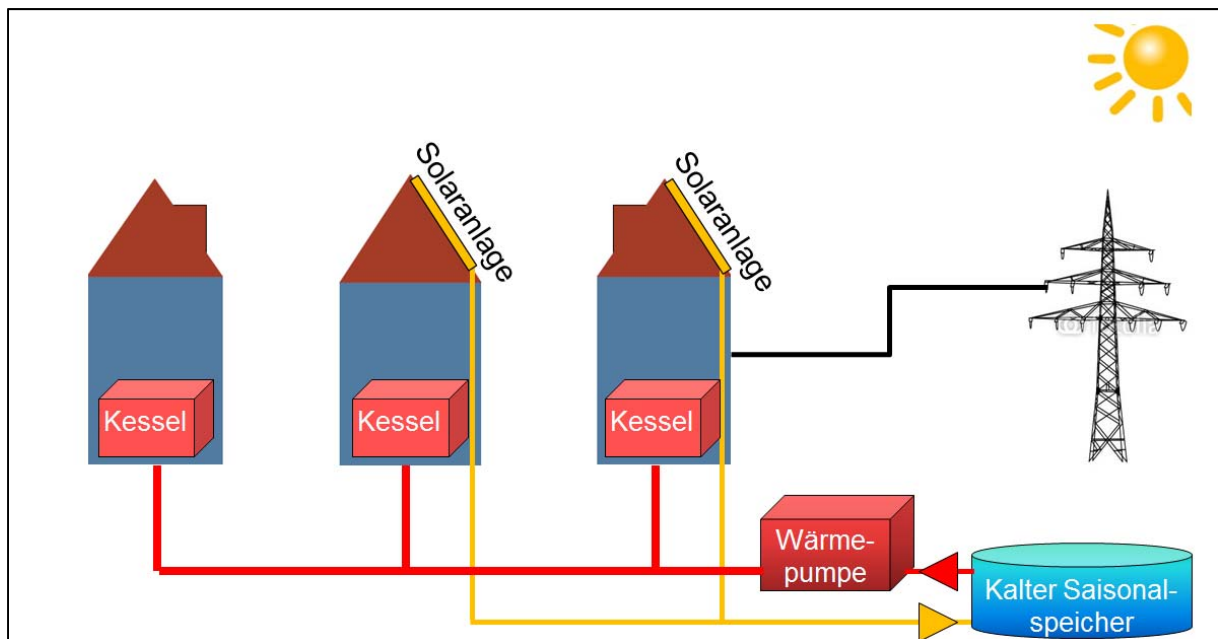 Solaranlage
Solaranlage
Kessel
Kessel
Kessel
Wärme-
pumpe
Kalter Saisonal-
speicher